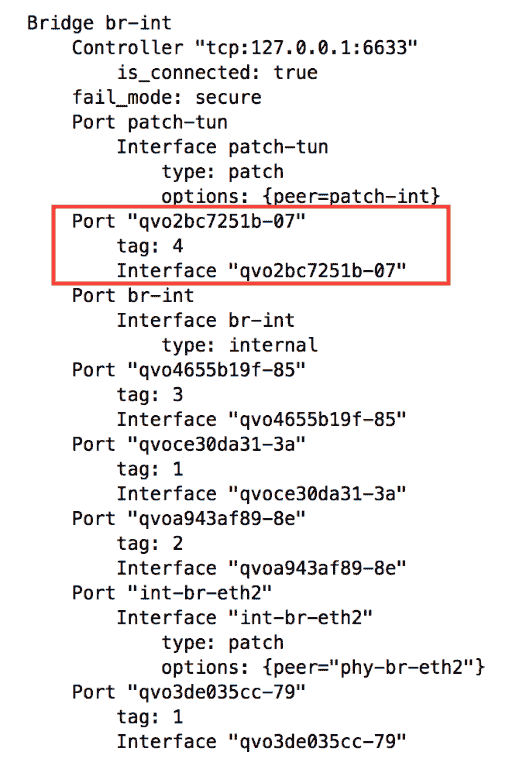 Bridge br-int
Controller "tcp:127.0.0.1:6633"
is_connected: true
fail_mode: secure
Port patch-tun
Interface patch-tun
type: patch
options: {peer=patch-int}
Port "qvo2bc7251b-07"
tag: 4
Interface "qvo2bc7251b-07"
Port br-int
Interface br-int
type: internal
Port "qvo4655b19f-85"
tag: 3
Interface "qvo4655b19f-85"
Port "qvoce30da31-3a"
tag: 1
Interface "qvoce30da31-3a"
Port "qvoa943af89-8e"
tag: 2
Interface "qvoa943af89-8e"
Port "int-br-eth2"
Interface "int-br-eth2"
type: patch
options: {peer="phy-br-eth2"}
Port "qvo3de035cc-79"
tag: 1
Interface "qvo3de035cc-79"